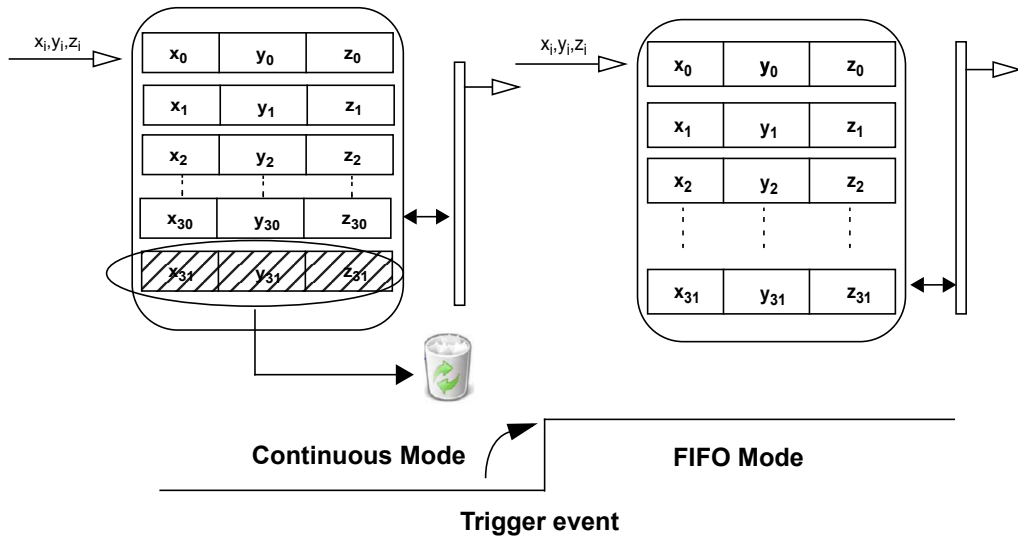 xᵢ,yᵢ,zᵢ
x₀ y₀ z₀
x₁ y₁ z₁
x₂ y₂ z₂
x₃₀ y₃₀ z₃₀
x₃₁ y₃₁ z₃₁
xᵢ,yᵢ,zᵢ
x₀ y₀ z₀
x₁ y₁ z₁
x₂ y₂ z₂
x₃₁ y₃₁ z₃₁
Continuous Mode
FIFO Mode
Trigger event